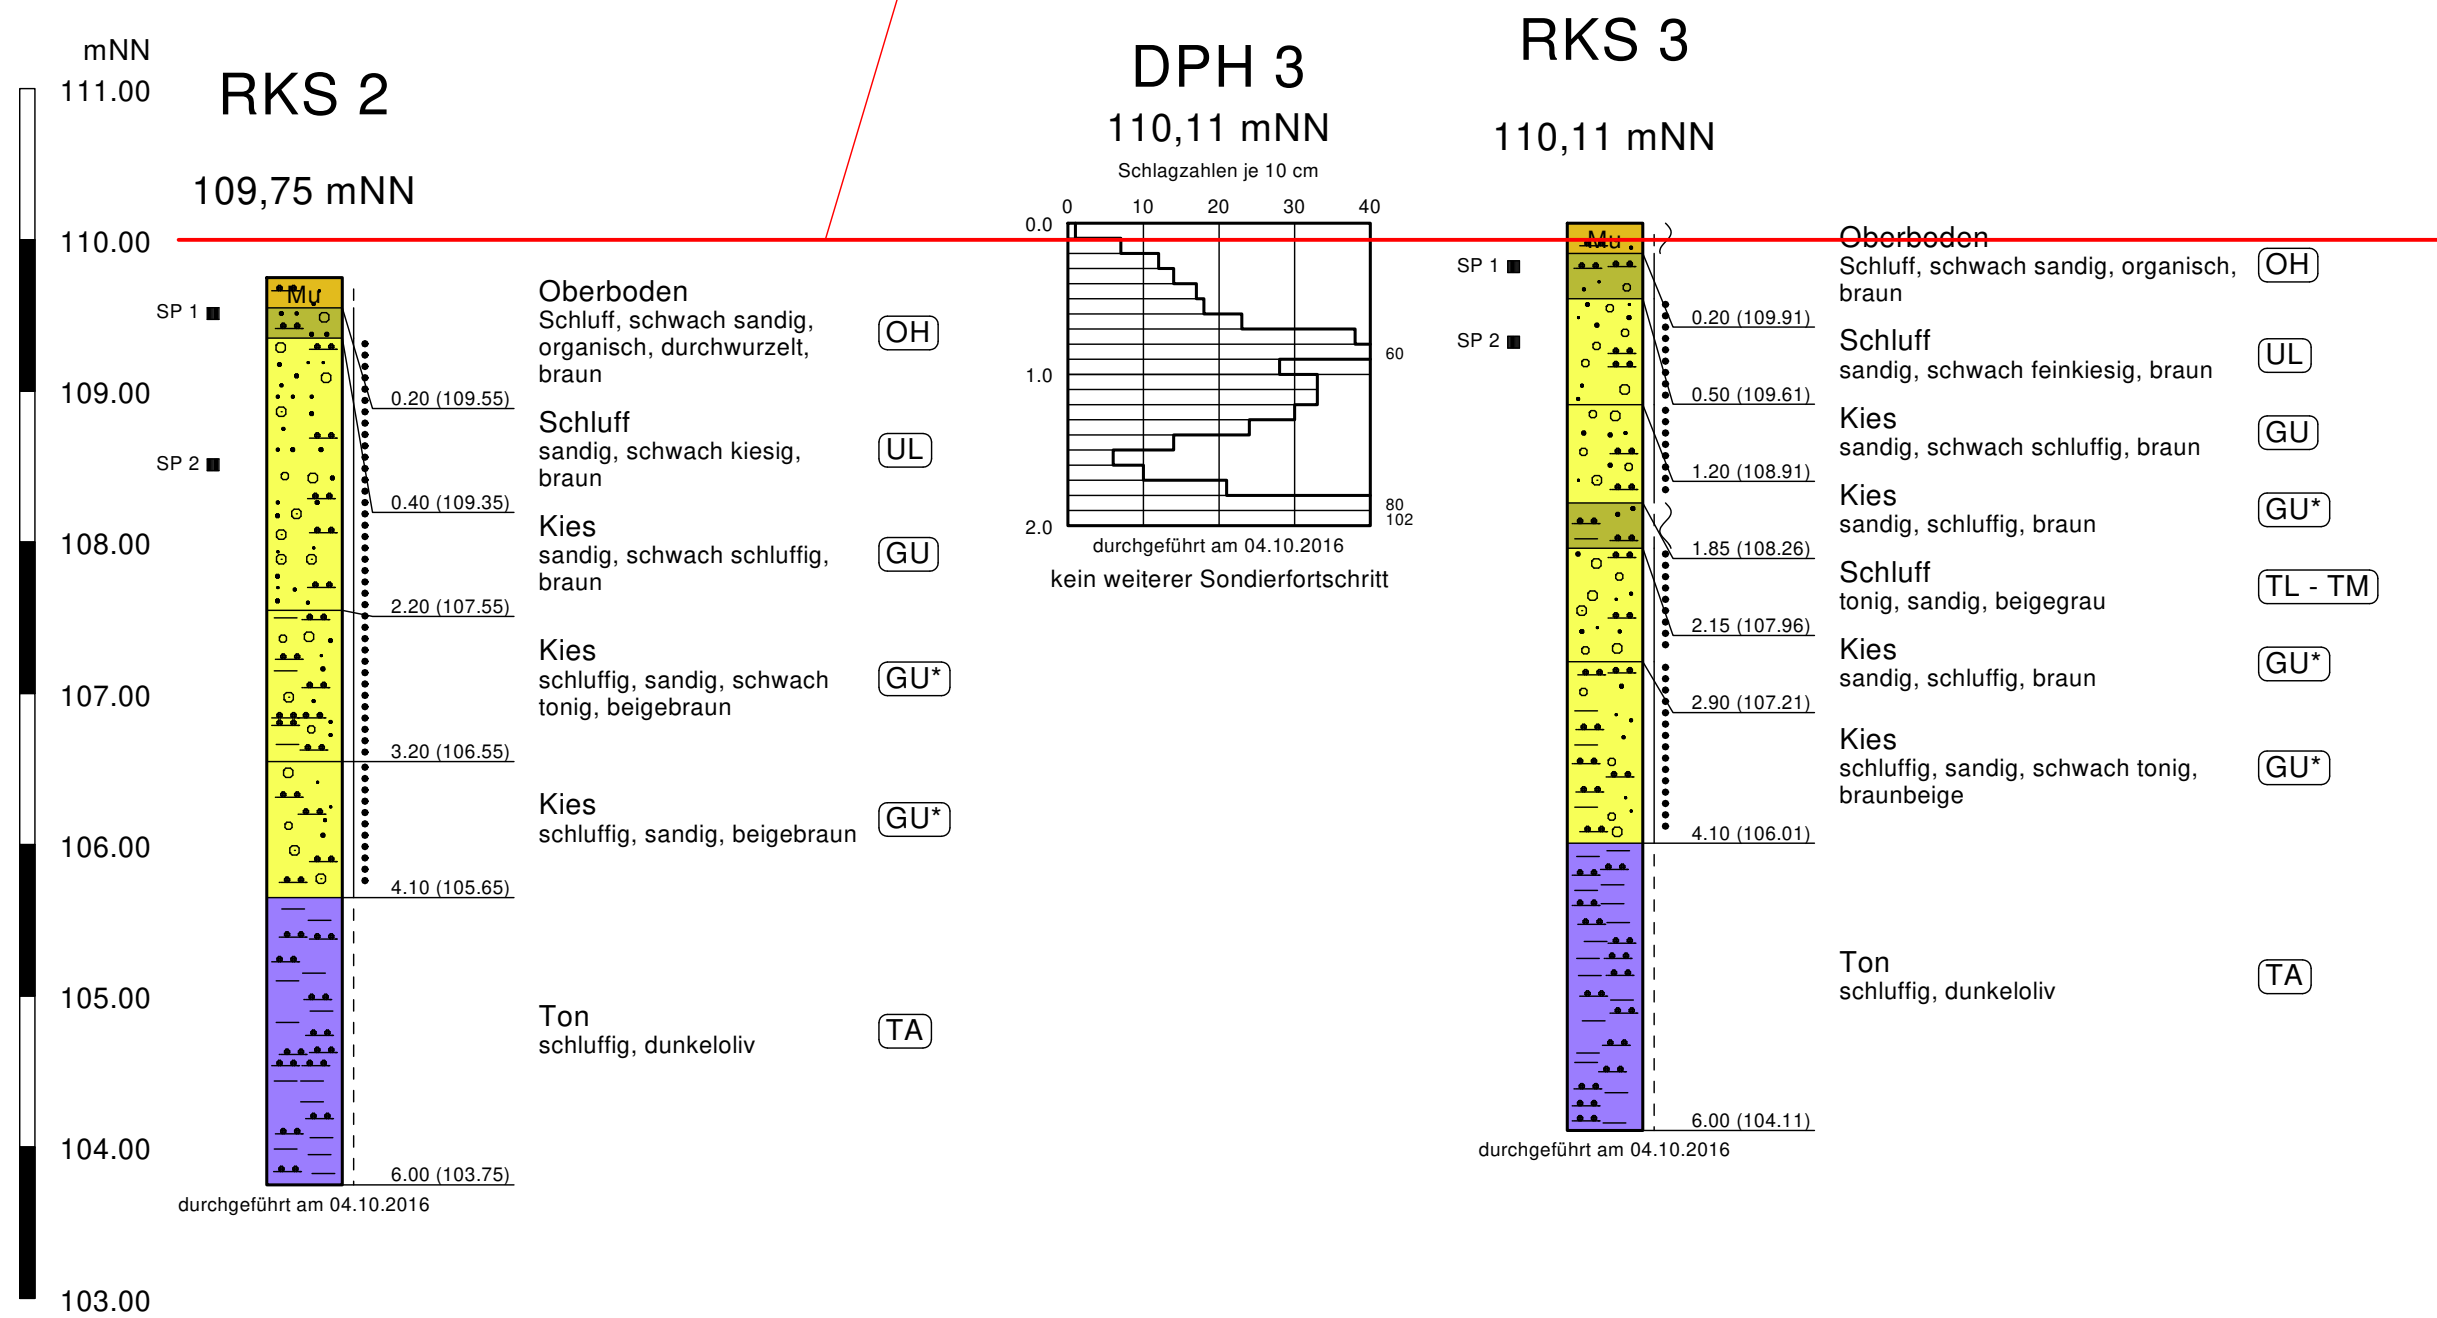 mNN
111.00
110.00
109.00
108.00
107.00
106.00
105.00
104.00
103.00
RKS 2
109,75 mNN
SP 1
SP 2
Mu
0.20 (109.55)
0.40 (109.35)
2.20 (107.55)
3.20 (106.55)
4.10 (105.65)
6.00 (103.75)
Oberboden
Schluff, schwach sandig,
organisch, durchwurzelt,
braun
OH
Schluff
sandig, schwach kiesig,
braun
UL
Kies
sandig, schwach schluffig,
braun
GU
Kies
schluffig, sandig, schwach
tonig, beigebraun
GU*
Kies
schluffig, sandig, beigebraun
GU*
Ton
schluffig, dunkeloliv
TA
durchgeführt am 04.10.2016
DPH 3
110,11 mNN
Schlagzahlen je 10 cm
0 10 20 30 40
0.0
1.0
2.0
60
80
102
durchgeführt am 04.10.2016
kein weiterer Sondierfortschritt
RKS 3
110,11 mNN
SP 1
SP 2
Mu
0.20 (109.91)
0.50 (109.61)
1.20 (108.91)
1.85 (108.26)
2.15 (107.96)
2.90 (107.21)
4.10 (106.01)
6.00 (104.11)
Oberboden
Schluff, schwach sandig, organisch,
braun
OH
Schluff
sandig, schwach feinkiesig, braun
UL
Kies
sandig, schwach schluffig, braun
GU
Kies
sandig, schluffig, braun
GU*
Schluff
tonig, sandig, beigegrau
TL - TM
Kies
sandig, schluffig, braun
GU*
Kies
schluffig, sandig, schwach tonig,
braunbeige
GU*
Ton
schluffig, dunkeloliv
TA
durchgeführt am 04.10.2016